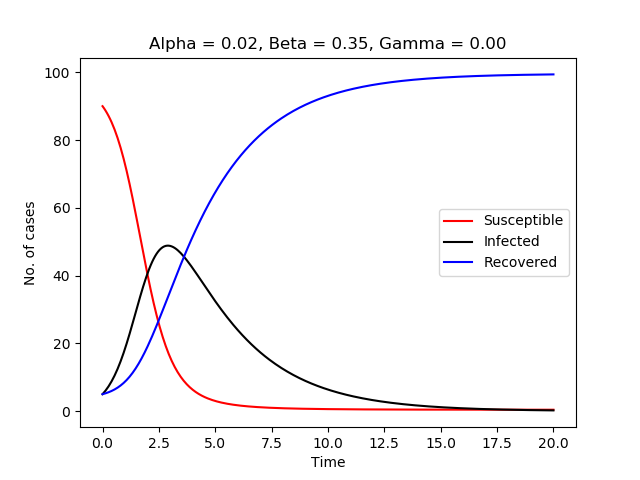 Alpha = 0.02, Beta = 0.35, Gamma = 0.00
100
80
60
40
20
0
No. of cases
Susceptible
Infected
Recovered
0.0 2.5 5.0 7.5 10.0 12.5 15.0 17.5 20.0
Time